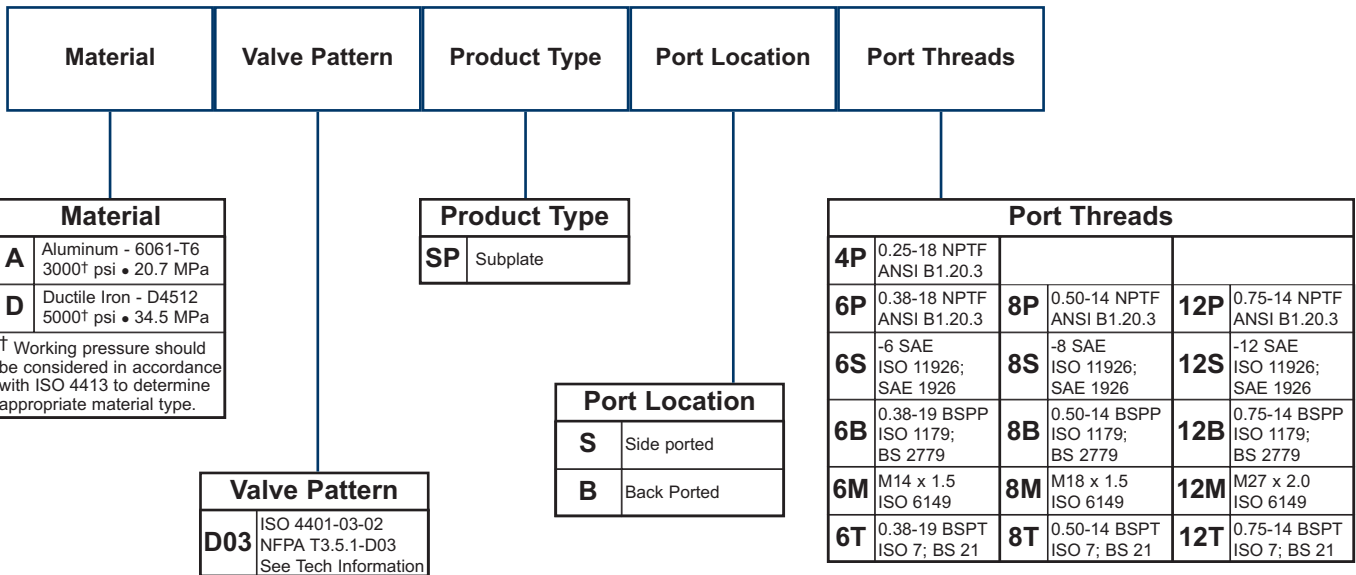 Material
Valve Pattern
Product Type
Port Location
Port Threads
Material
A
Aluminum - 6061-T6
3000† psi • 20.7 MPa
D
Ductile Iron - D4512
5000† psi • 34.5 MPa
† Working pressure should
be considered in accordance
with ISO 4413 to determine
appropriate material type.
Valve Pattern
D03
ISO 4401-03-02
NFPA T3.5.1-D03
See Tech Information
Product Type
SP
Subplate
Port Location
S
Side ported
B
Back Ported
Port Threads
4P
0.25-18 NPTF
ANSI B1.20.3
6P
0.38-18 NPTF
ANSI B1.20.3
8P
0.50-14 NPTF
ANSI B1.20.3
12P
0.75-14 NPTF
ANSI B1.20.3
6S
-6 SAE
ISO 11926;
SAE 1926
8S
-8 SAE
ISO 11926;
SAE 1926
12S
-12 SAE
ISO 11926;
SAE 1926
6B
0.38-19 BSPP
ISO 1179;
BS 2779
8B
0.50-14 BSPP
ISO 1179;
BS 2779
12B
0.75-14 BSPP
ISO 1179;
BS 2779
6M
M14 x 1.5
ISO 6149
8M
M18 x 1.5
ISO 6149
12M
M27 x 2.0
ISO 6149
6T
0.38-19 BSPT
ISO 7; BS 21
8T
0.50-14 BSPT
ISO 7; BS 21
12T
0.75-14 BSPT
ISO 7; BS 21